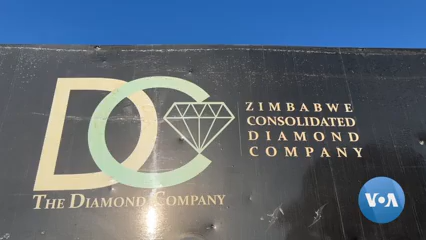 DC
THE DIAMOND COMPANY
ZIMBABWE
CONSOLIDATED
DIAMOND
COMPANY
VOA